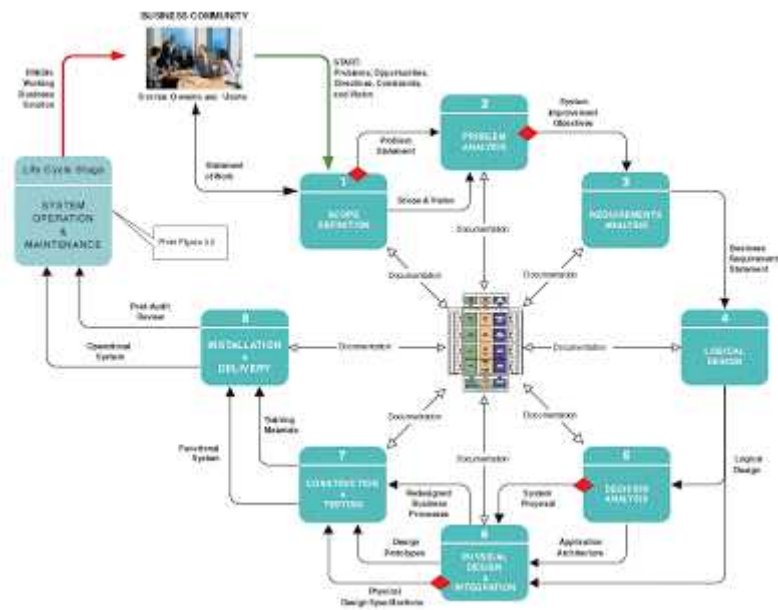 BUSINESS COMMUNITY
SYSTEM OWNERS AND USERS
FINISH:
Working
Business
Solution
START:
Problems, Opportunities,
Directives, Constraints,
and Vision
Statement
of Work
Life Cycle Stage
SYSTEM
OPERATION
&
MAINTENANCE
1
SCOPE
DEFINITION
Problem
Statement
Scope & Vision
2
PROBLEM
ANALYSIS
System
Improvement
Objectives
3
REQUIREMENTS
ANALYSIS
Business
Requirement
Statement
4
LOGICAL
DESIGN
Logical
Design
5
DECISION
ANALYSIS
System
Proposal
Application
Architecture
6
PHYSICAL
DESIGN
&
INTEGRATION
Redesigned
Business
Processes
Design
Prototypes
Physical
Design Specifications
7
CONSTRUCTION
&
TESTING
Training
Materials
Functional
System
8
INSTALLATION
&
DELIVERY
Post-Audit
Review
Operational
System
Documentation
Documentation
Documentation
Documentation
Documentation
Documentation
Documentation
Documentation